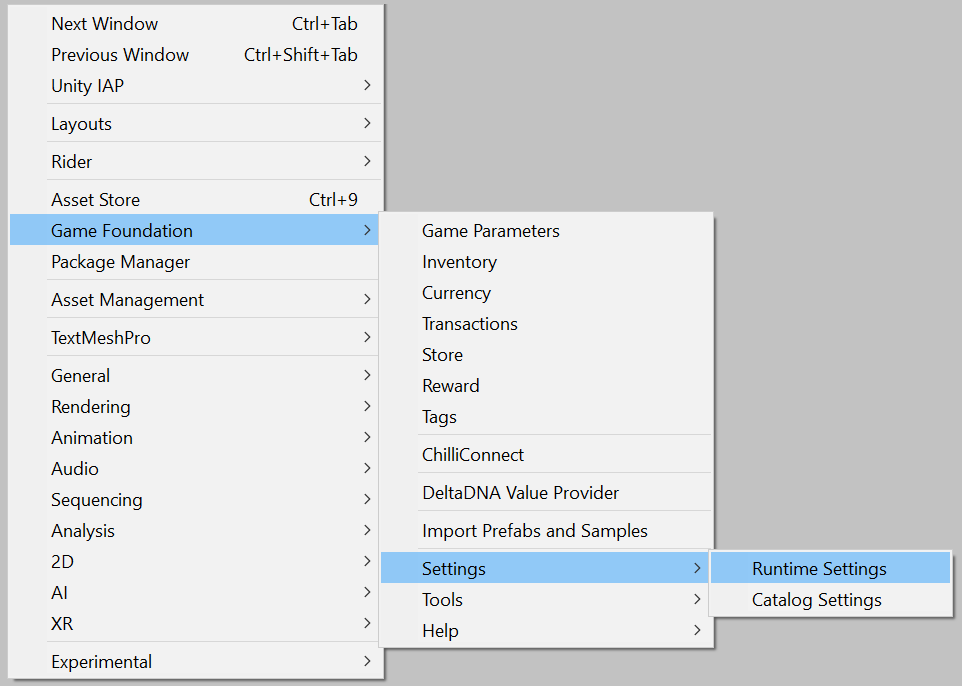 Next Window Ctrl+Tab
Previous Window Ctrl+Shift+Tab
Unity IAP
Layouts
Rider
Asset Store Ctrl+9
Game Foundation
Package Manager
Asset Management
TextMeshPro
General
Rendering
Animation
Audio
Sequencing
Analysis
2D
AI
XR
Experimental
Game Parameters
Inventory
Currency
Transactions
Store
Reward
Tags
ChilliConnect
DeltaDNA Value Provider
Import Prefabs and Samples
Settings
Tools
Help
Runtime Settings
Catalog Settings